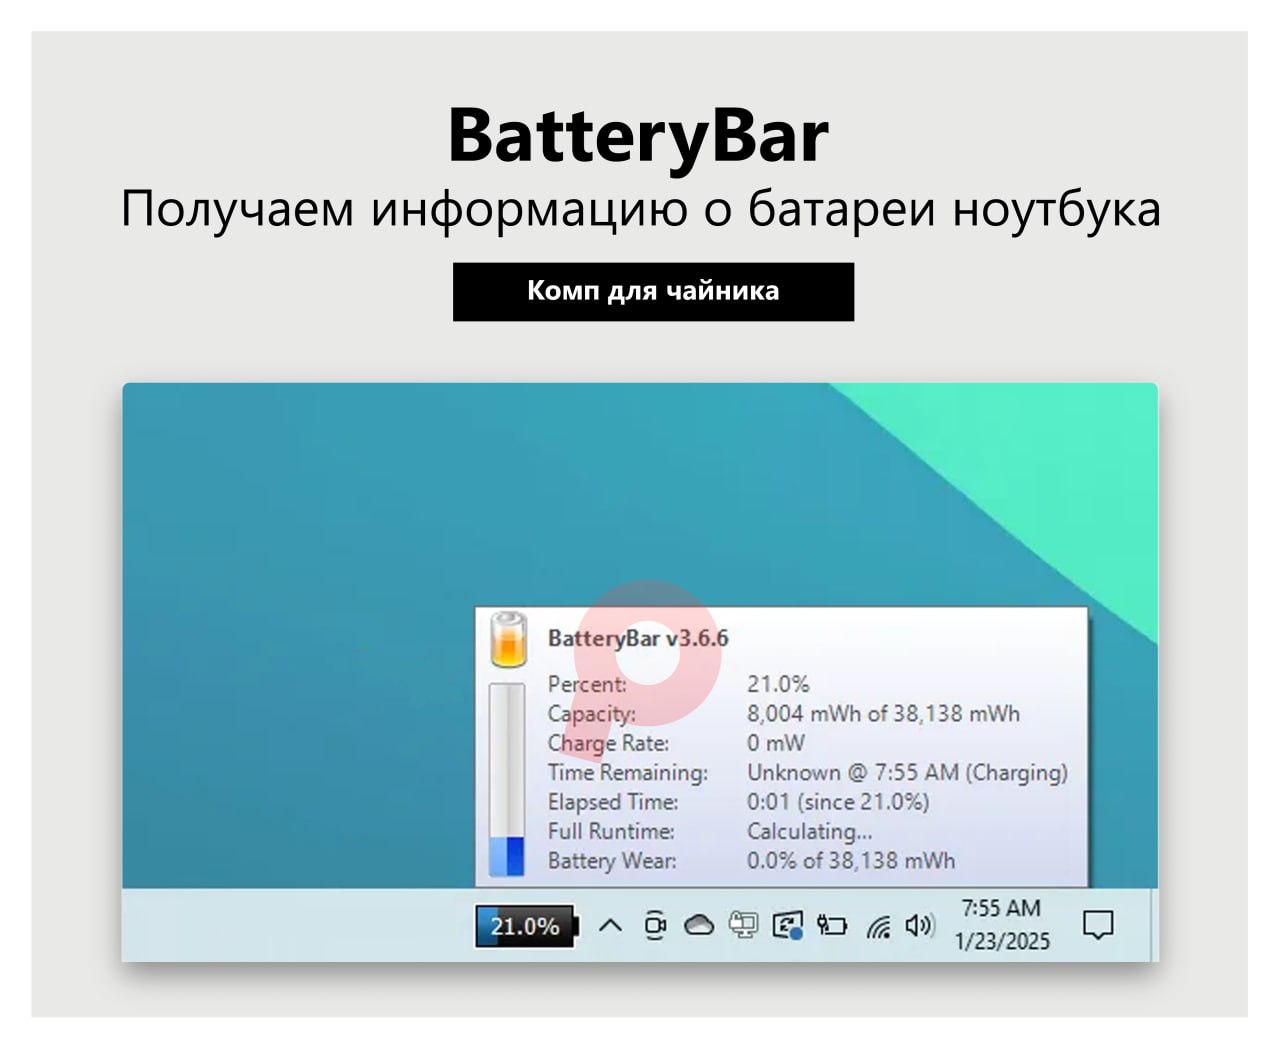 BatteryBar
Получаем информацию о батареи ноутбука
Комп для чайника
BatteryBar v3.6.6
Percent: 21.0%
Capacity: 8,004 mWh of 38,138 mWh
Charge Rate: 0 mW
Time Remaining: Unknown @ 7:55 AM (Charging)
Elapsed Time: 0:01 (since 21.0%)
Full Runtime: Calculating...
Battery Wear: 0.0% of 38,138 mWh
21.0%
7:55 AM
1/23/2025